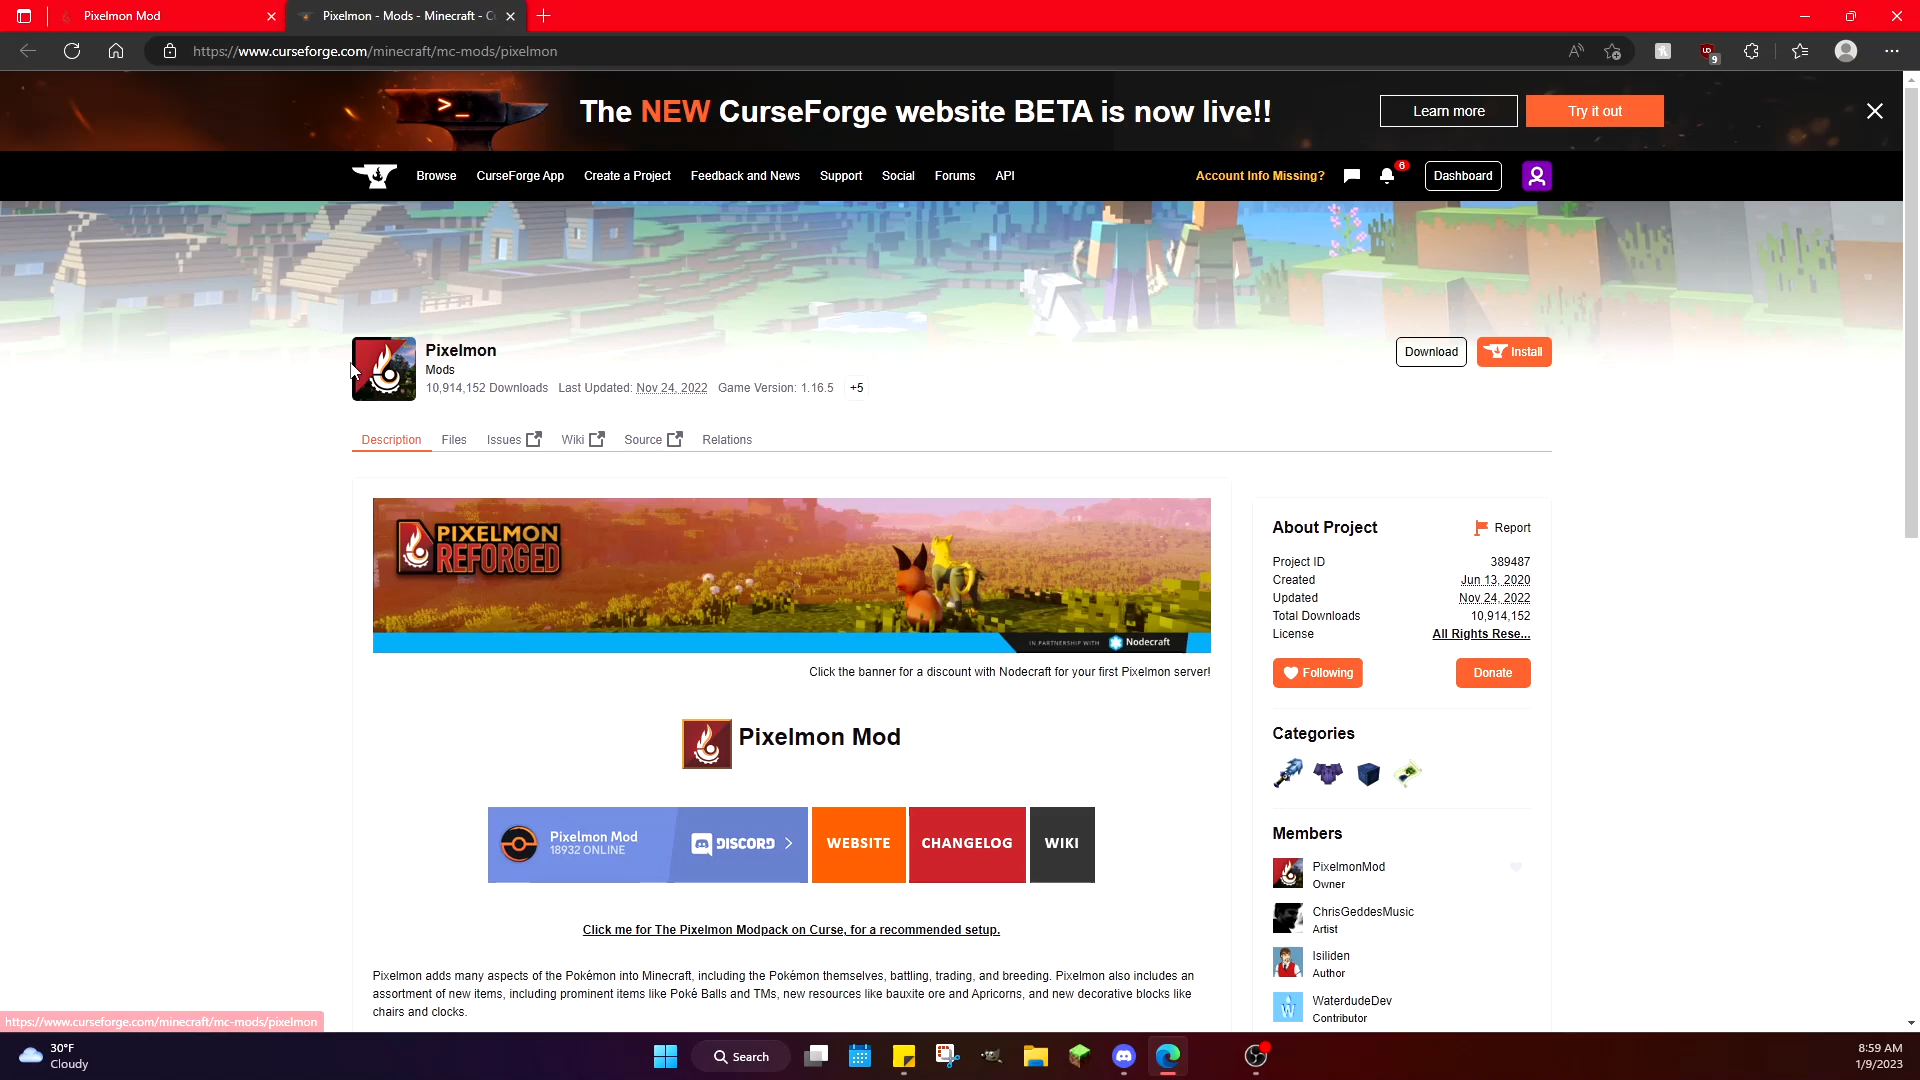 Pixelmon Mod
Pixelmon - Mods - Minecraft - C
https://www.curseforge.com/minecraft/mc-mods/pixelmon
9
The NEW CurseForge website BETA is now live!!
Learn more
Try it out
Browse
CurseForge App
Create a Project
Feedback and News
Support
Social
Forums
API
Account Info Missing?
6
Dashboard
Pixelmon
Mods
10,914,152 Downloads Last Updated: Nov 24, 2022 Game Version: 1.16.5 +5
Download
Install
Description
Files
Issues
Wiki
Source
Relations
PIXELMON
REFORGED
IN PARTNERSHIP WITH Nodecraft
Click the banner for a discount with Nodecraft for your first Pixelmon server!
Pixelmon Mod
Pixelmon Mod
18932 ONLINE
DISCORD
WEBSITE
CHANGELOG
WIKI
Click me for The Pixelmon Modpack on Curse, for a recommended setup.
Pixelmon adds many aspects of the Pokémon into Minecraft, including the Pokémon themselves, battling, trading, and breeding. Pixelmon also includes an
assortment of new items, including prominent items like Poké Balls and TMs, new resources like bauxite ore and Apricorns, and new decorative blocks like
chairs and clocks.
About Project
Report
Project ID 389487
Created Jun 13, 2020
Updated Nov 24, 2022
Total Downloads 10,914,152
License All Rights Rese...
Following
Donate
Categories
Members
PixelmonMod
Owner
ChrisGeddesMusic
Artist
Isiliden
Author
WaterdudeDev
Contributor
https://www.curseforge.com/minecraft/mc-mods/pixelmon
30°F
Cloudy
Search
8:59 AM
1/9/2023